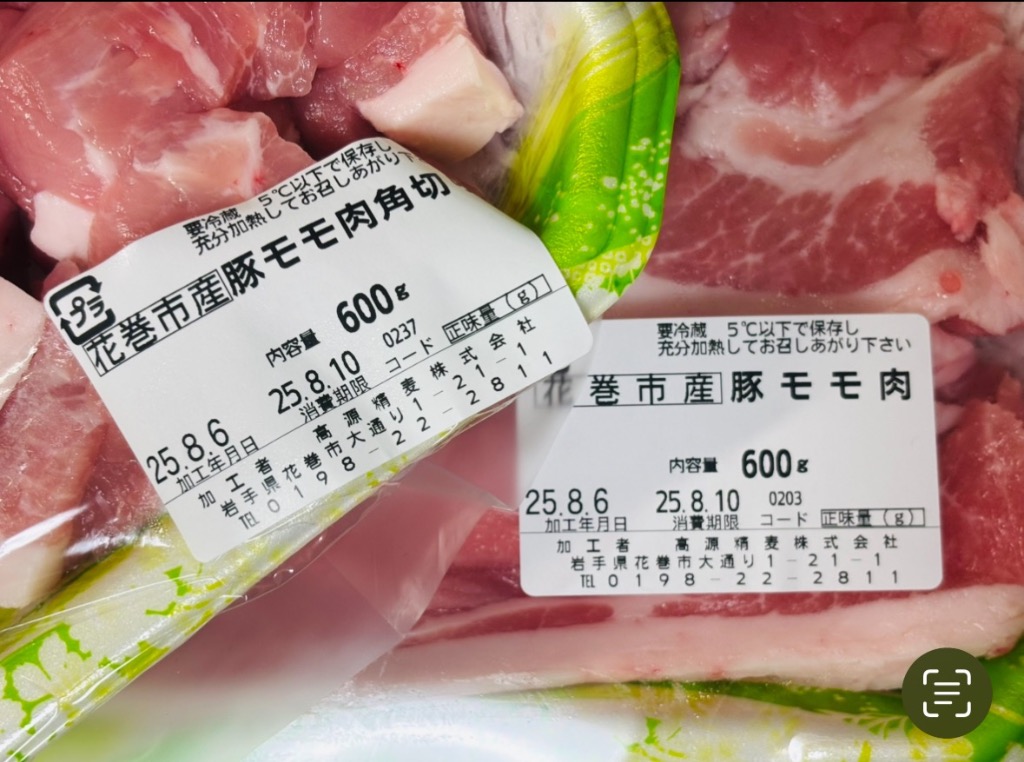 要冷蔵 5℃以下で保存し
充分加熱してお召しあがり下
プラ
花巻市産 豚モモ肉角切
内容量 600g
25.8.6 25.8.10 0237
加工年月日 消費期限 コード 正味量(g)
加工者 高源精麦株式会社
岩手県花巻市大通り1-21-1
TEL 0198-22-2811
要冷蔵 5℃以下で保存し
充分加熱してお召しあがり下さい
花巻市産 豚モモ肉
内容量 600g
25.8.6 25.8.10 0203
加工年月日 消費期限 コード 正味量(g)
加工者 高源精麦株式会社
岩手県花巻市大通り1-21-1
TEL 0198-22-2811